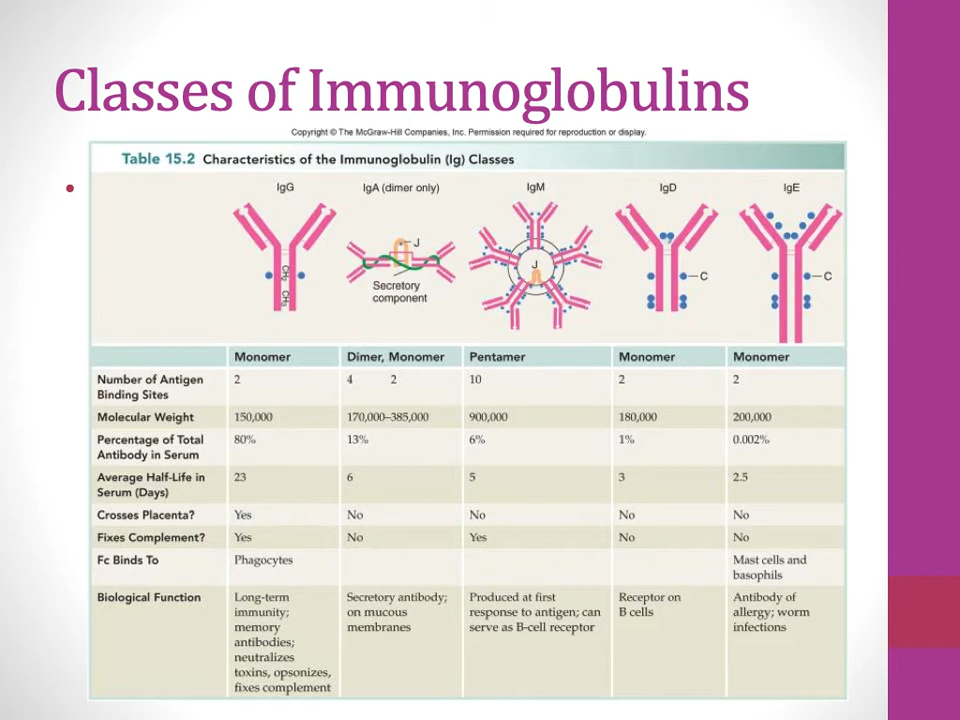 Classes of Immunoglobulins
Copyright © The McGraw-Hill Companies, Inc. Permission required for reproduction or display.
Table 15.2 Characteristics of the Immunoglobulin (Ig) Classes
•
IgG IgA (dimer only) IgM IgD IgE
J
Secretory
component
CH2
CH3
J
C
C
Monomer Dimer, Monomer Pentamer Monomer Monomer
Number of Antigen
Binding Sites 2 4 2 10 2 2
Molecular Weight 150,000 170,000–385,000 900,000 180,000 200,000
Percentage of Total
Antibody in Serum 80% 13% 6% 1% 0.002%
Average Half-Life in
Serum (Days) 23 6 5 3 2.5
Crosses Placenta? Yes No No No No
Fixes Complement? Yes No Yes No No
Fc Binds To Phagocytes Mast cells and
basophils
Biological Function Long-term
immunity;
memory
antibodies;
neutralizes
toxins, opsonizes,
fixes complement
Secretory antibody;
on mucous
membranes
Produced at first
response to antigen; can
serve as B-cell receptor
Receptor on
B cells
Antibody of
allergy; worm
infections